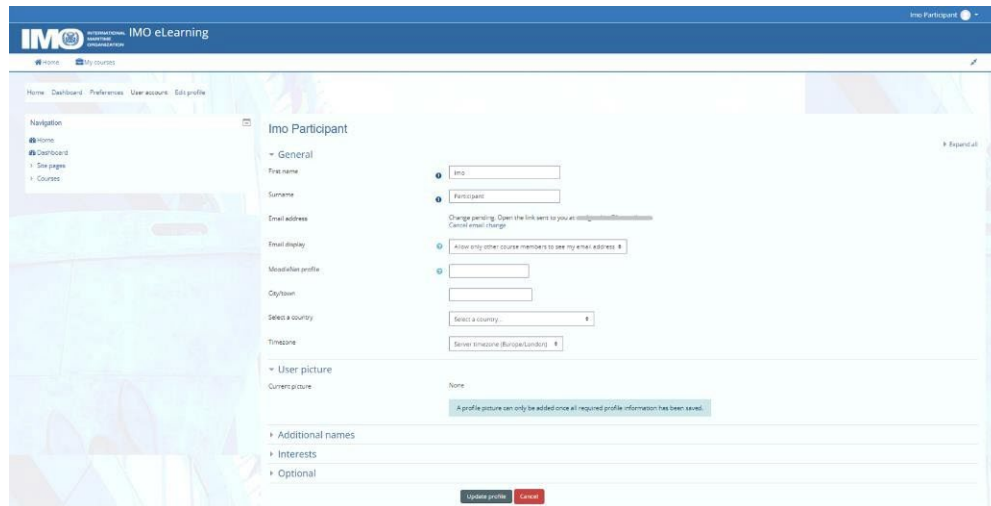 Imo Participant
IMO
INTERNATIONAL
MARITIME
ORGANIZATION
IMO eLearning
Home
My courses
Home Dashboard Preferences User account Edit profile
Navigation
Home
Dashboard
Site pages
Courses
Imo Participant
Expand all
General
First name
Imo
Surname
Participant
Email address
Change pending. Open the link sent to you at
Cancel email change
Email display
Allow only other course members to see my email address
MoodleNet profile
City/town
Select a country
Select a country...
Timezone
Server timezone (Europe/London)
User picture
Current picture
None
A profile picture can only be added once all required profile information has been saved.
Additional names
Interests
Optional
Update profile
Cancel